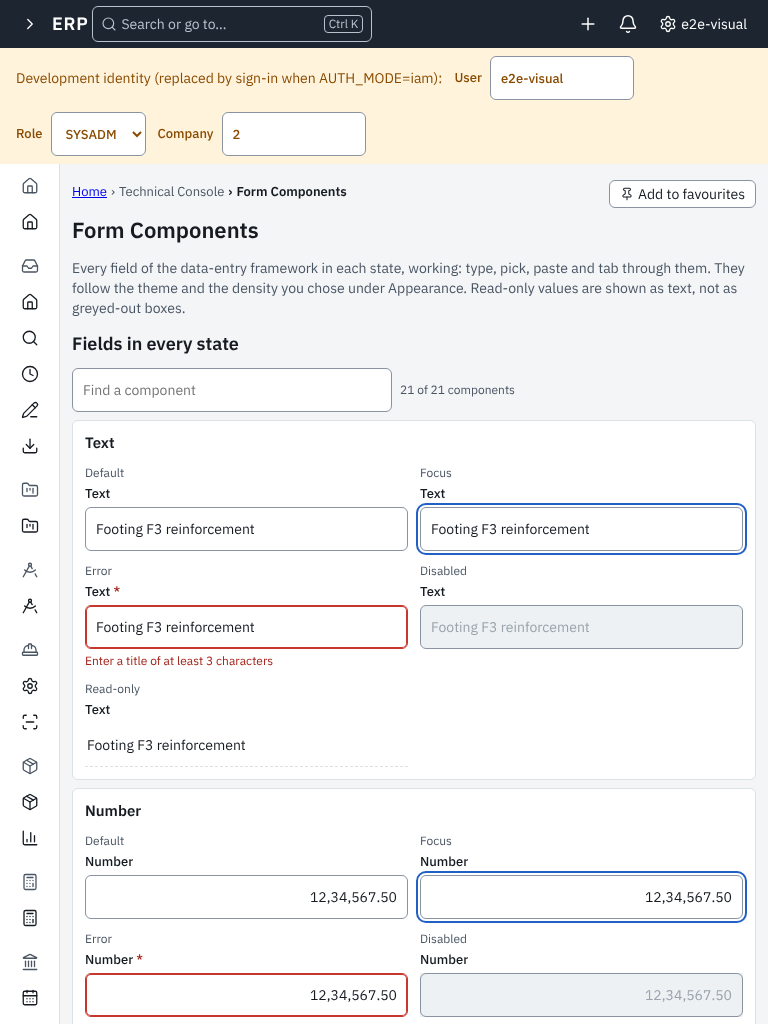 ERP Search or go to... Ctrl K e2e-visual
Development identity (replaced by sign-in when AUTH_MODE=iam): User e2e-visual
Role SYSADM Company 2
Home › Technical Console › Form Components
Add to favourites
Form Components
Every field of the data-entry framework in each state, working: type, pick, paste and tab through them. They
follow the theme and the density you chose under Appearance. Read-only values are shown as text, not as
greyed-out boxes.
Fields in every state
Find a component 21 of 21 components
Text
Default Focus
Text Text
Footing F3 reinforcement Footing F3 reinforcement
Error Disabled
Text * Text
Footing F3 reinforcement Footing F3 reinforcement
Enter a title of at least 3 characters
Read-only
Text
Footing F3 reinforcement
Number
Default Focus
Number Number
12,34,567.50 12,34,567.50
Error Disabled
Number * Number
12,34,567.50 12,34,567.50